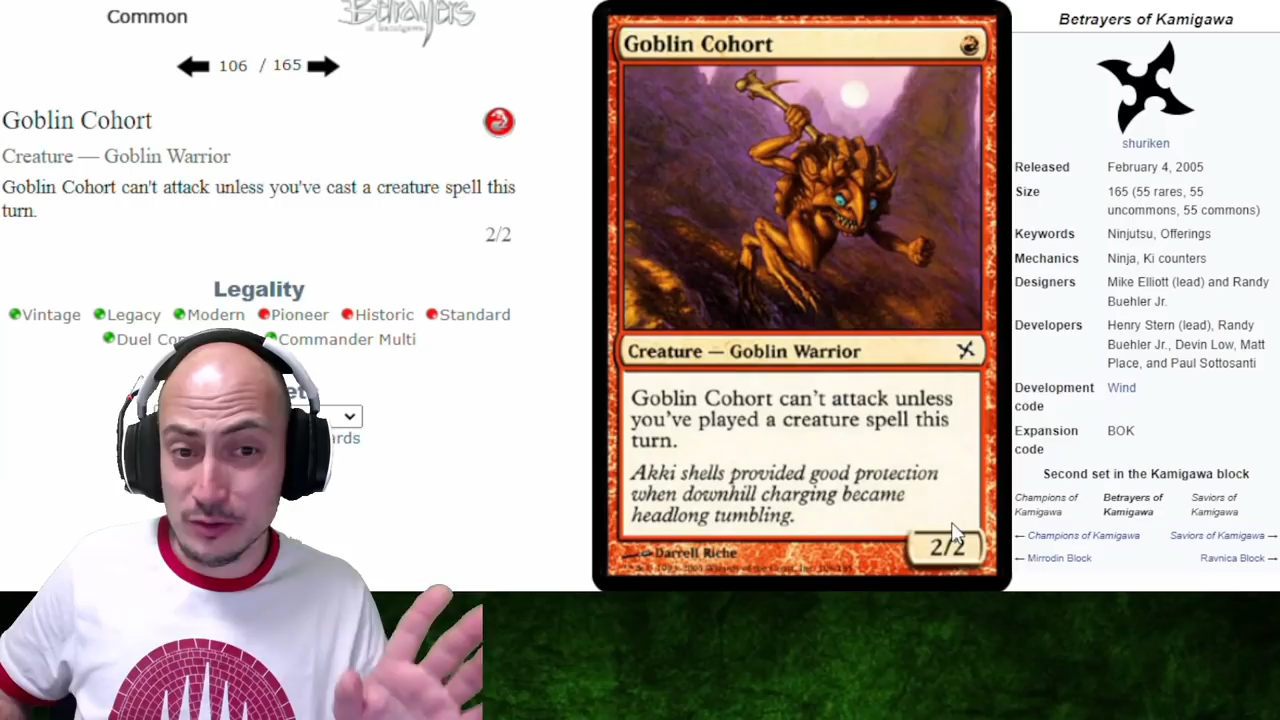 Common
Betrayers
of Kamigawa
106 / 165
Goblin Cohort
Creature — Goblin Warrior
Goblin Cohort can't attack unless you've cast a creature spell this
turn.
2/2
Legality
Vintage Legacy Modern Pioneer Historic Standard
Duel Commander Multi
Goblin Cohort
Creature — Goblin Warrior
Goblin Cohort can't attack unless
you've played a creature spell this
turn.
Akki shells provided good protection
when downhill charging became
headlong tumbling.
Darrell Riche
2/2
Betrayers of Kamigawa
shuriken
Released February 4, 2005
Size 165 (55 rares, 55
uncommons, 55 commons)
Keywords Ninjutsu, Offerings
Mechanics Ninja, Ki counters
Designers Mike Elliott (lead) and Randy
Buehler Jr.
Developers Henry Stern (lead), Randy
Buehler Jr., Devin Low, Matt
Place, and Paul Sottosanti
Development Wind
code
Expansion BOK
code
Second set in the Kamigawa block
Champions of Betrayers of Saviors of
Kamigawa Kamigawa Kamigawa
← Champions of Kamigawa Saviors of Kamigawa →
← Mirrodin Block Ravnica Block →